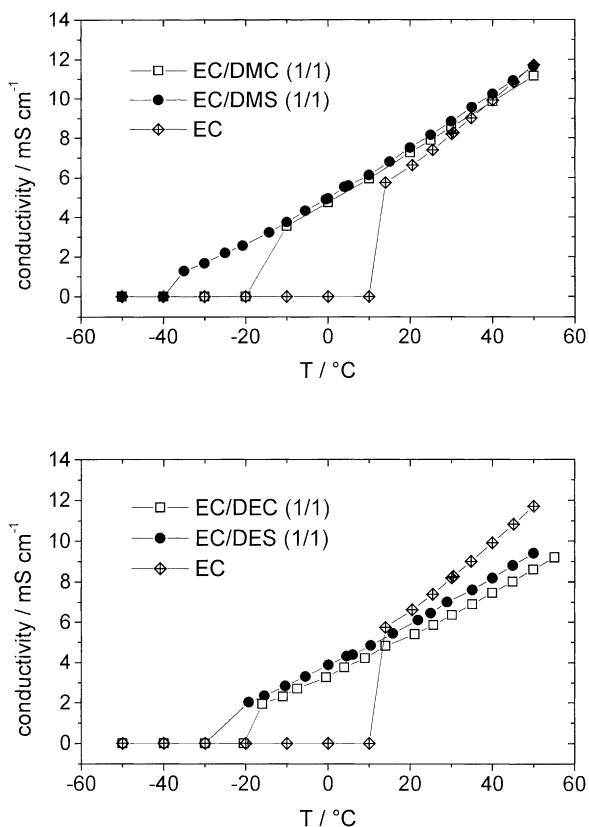 14
12
10
8
6
4
2
0
conductivity / mS cm⁻¹
EC/DMC (1/1)
EC/DMS (1/1)
EC
-60 -40 -20 0 20 40 60
T / °C
14
12
10
8
6
4
2
0
conductivity / mS cm⁻¹
EC/DEC (1/1)
EC/DES (1/1)
EC
-60 -40 -20 0 20 40 60
T / °C